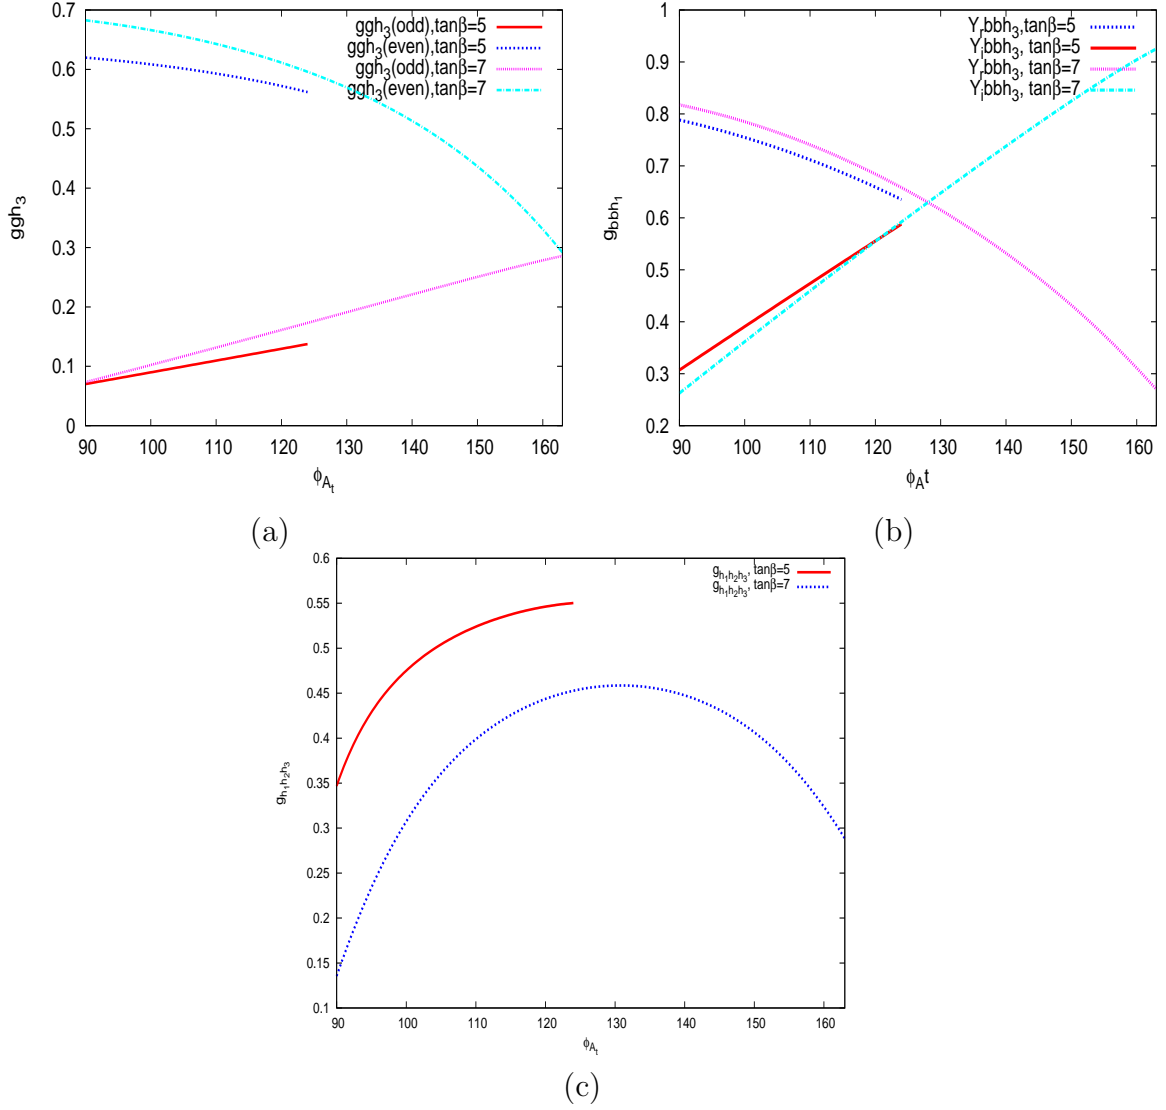 0.7
0.6
0.5
0.4
0.3
0.2
0.1
0
90 100 110 120 130 140 150 160
ggh3
ϕAt
ggh3(odd),tanβ=5
ggh3(even),tanβ=5
ggh3(odd),tanβ=7
ggh3(even),tanβ=7
(a)
1
0.9
0.8
0.7
0.6
0.5
0.4
0.3
0.2
90 100 110 120 130 140 150 160
gbbh1
ϕAt
Yrbbh3,tanβ=5
Yibbh3, tanβ=5
Yrbbh3, tanβ=7
Yibbh3, tanβ=7
(b)
0.6
0.55
0.5
0.45
0.4
0.35
0.3
0.25
0.2
0.15
0.1
90 100 110 120 130 140 150 160
gh1h2h3
ϕAt
gh1h2h3, tanβ=5
gh1h2h3, tanβ=7
(c)